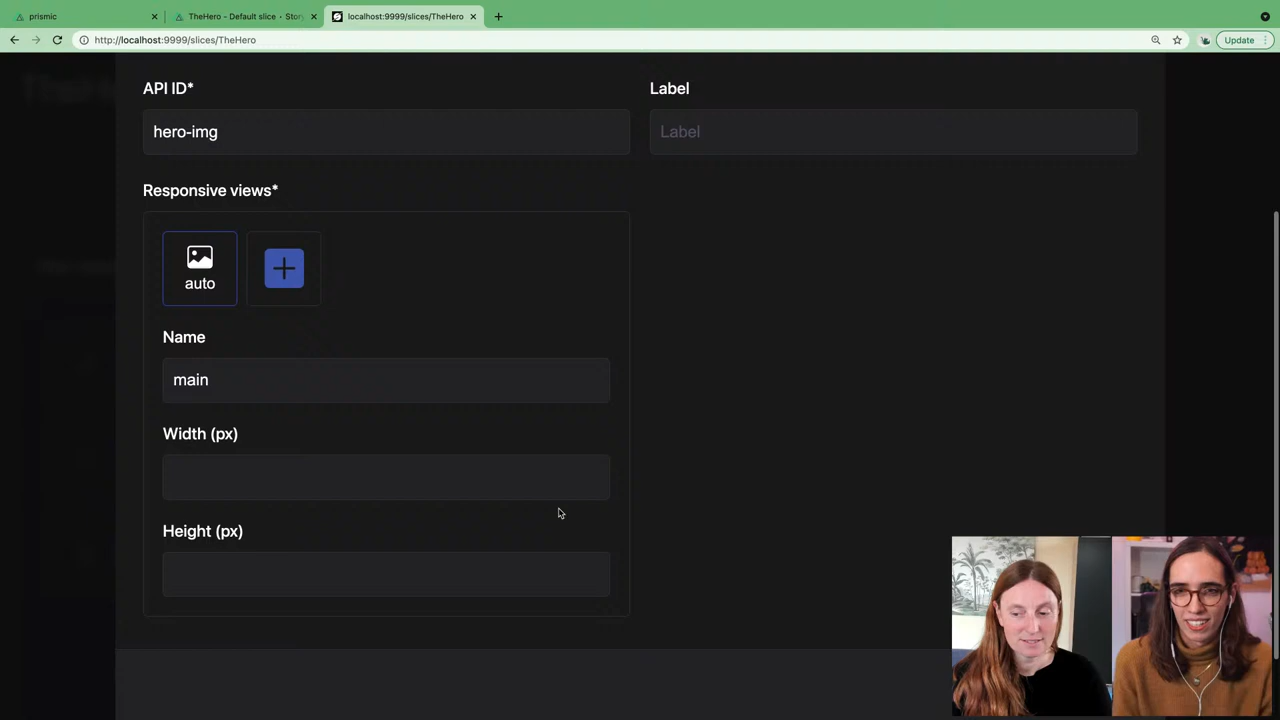 prismic
TheHero - Default slice · Story
localhost:9999/slices/TheHero
http://localhost:9999/slices/TheHero
Update
API ID*
Label
hero-img
Label
Responsive views*
auto
Name
main
Width (px)
Height (px)